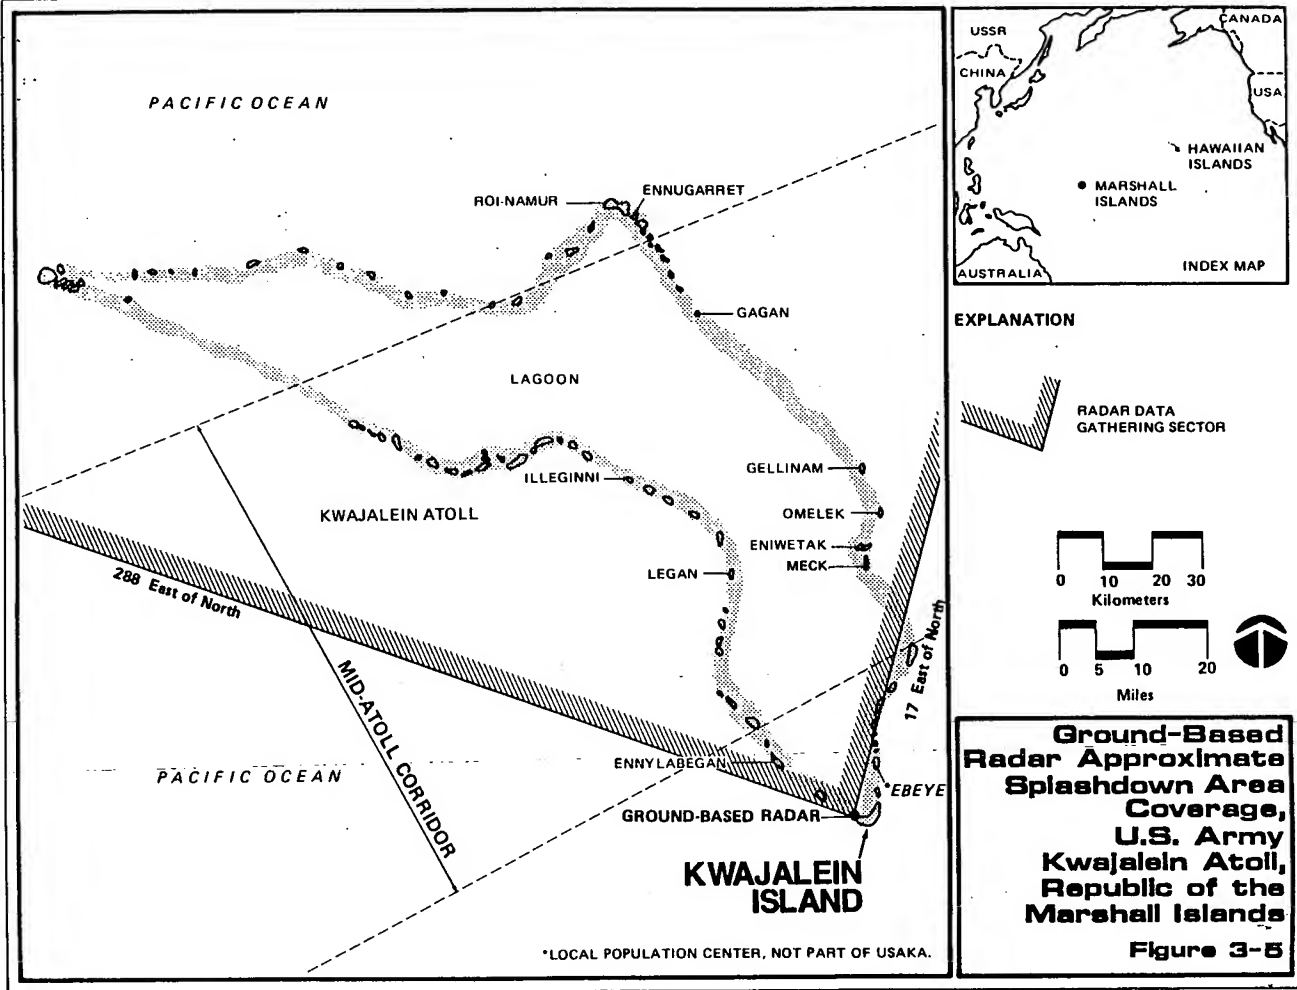 PACIFIC OCEAN
ROI-NAMUR
ENNUGARRET
GAGAN
LAGOON
GELLINAM
ILLEGINNI
OMELEK
KWAJALEIN ATOLL
ENIWETAK
MECK
LEGAN
288 East of North
17 East of North
MID-ATOLL CORRIDOR
ENNYLABEGAN
PACIFIC OCEAN
*EBEYE
GROUND-BASED RADAR
KWAJALEIN
ISLAND
*LOCAL POPULATION CENTER, NOT PART OF USAKA.
CANADA
USSR
CHINA
USA
HAWAIIAN
ISLANDS
MARSHALL
ISLANDS
AUSTRALIA
INDEX MAP
EXPLANATION
RADAR DATA
GATHERING SECTOR
0 10 20 30
Kilometers
0 5 10 20
Miles
Ground-Based
Radar Approximate
Splashdown Area
Coverage,
U.S. Army
Kwajalein Atoll,
Republic of the
Marshall Islands
Figure 3-5